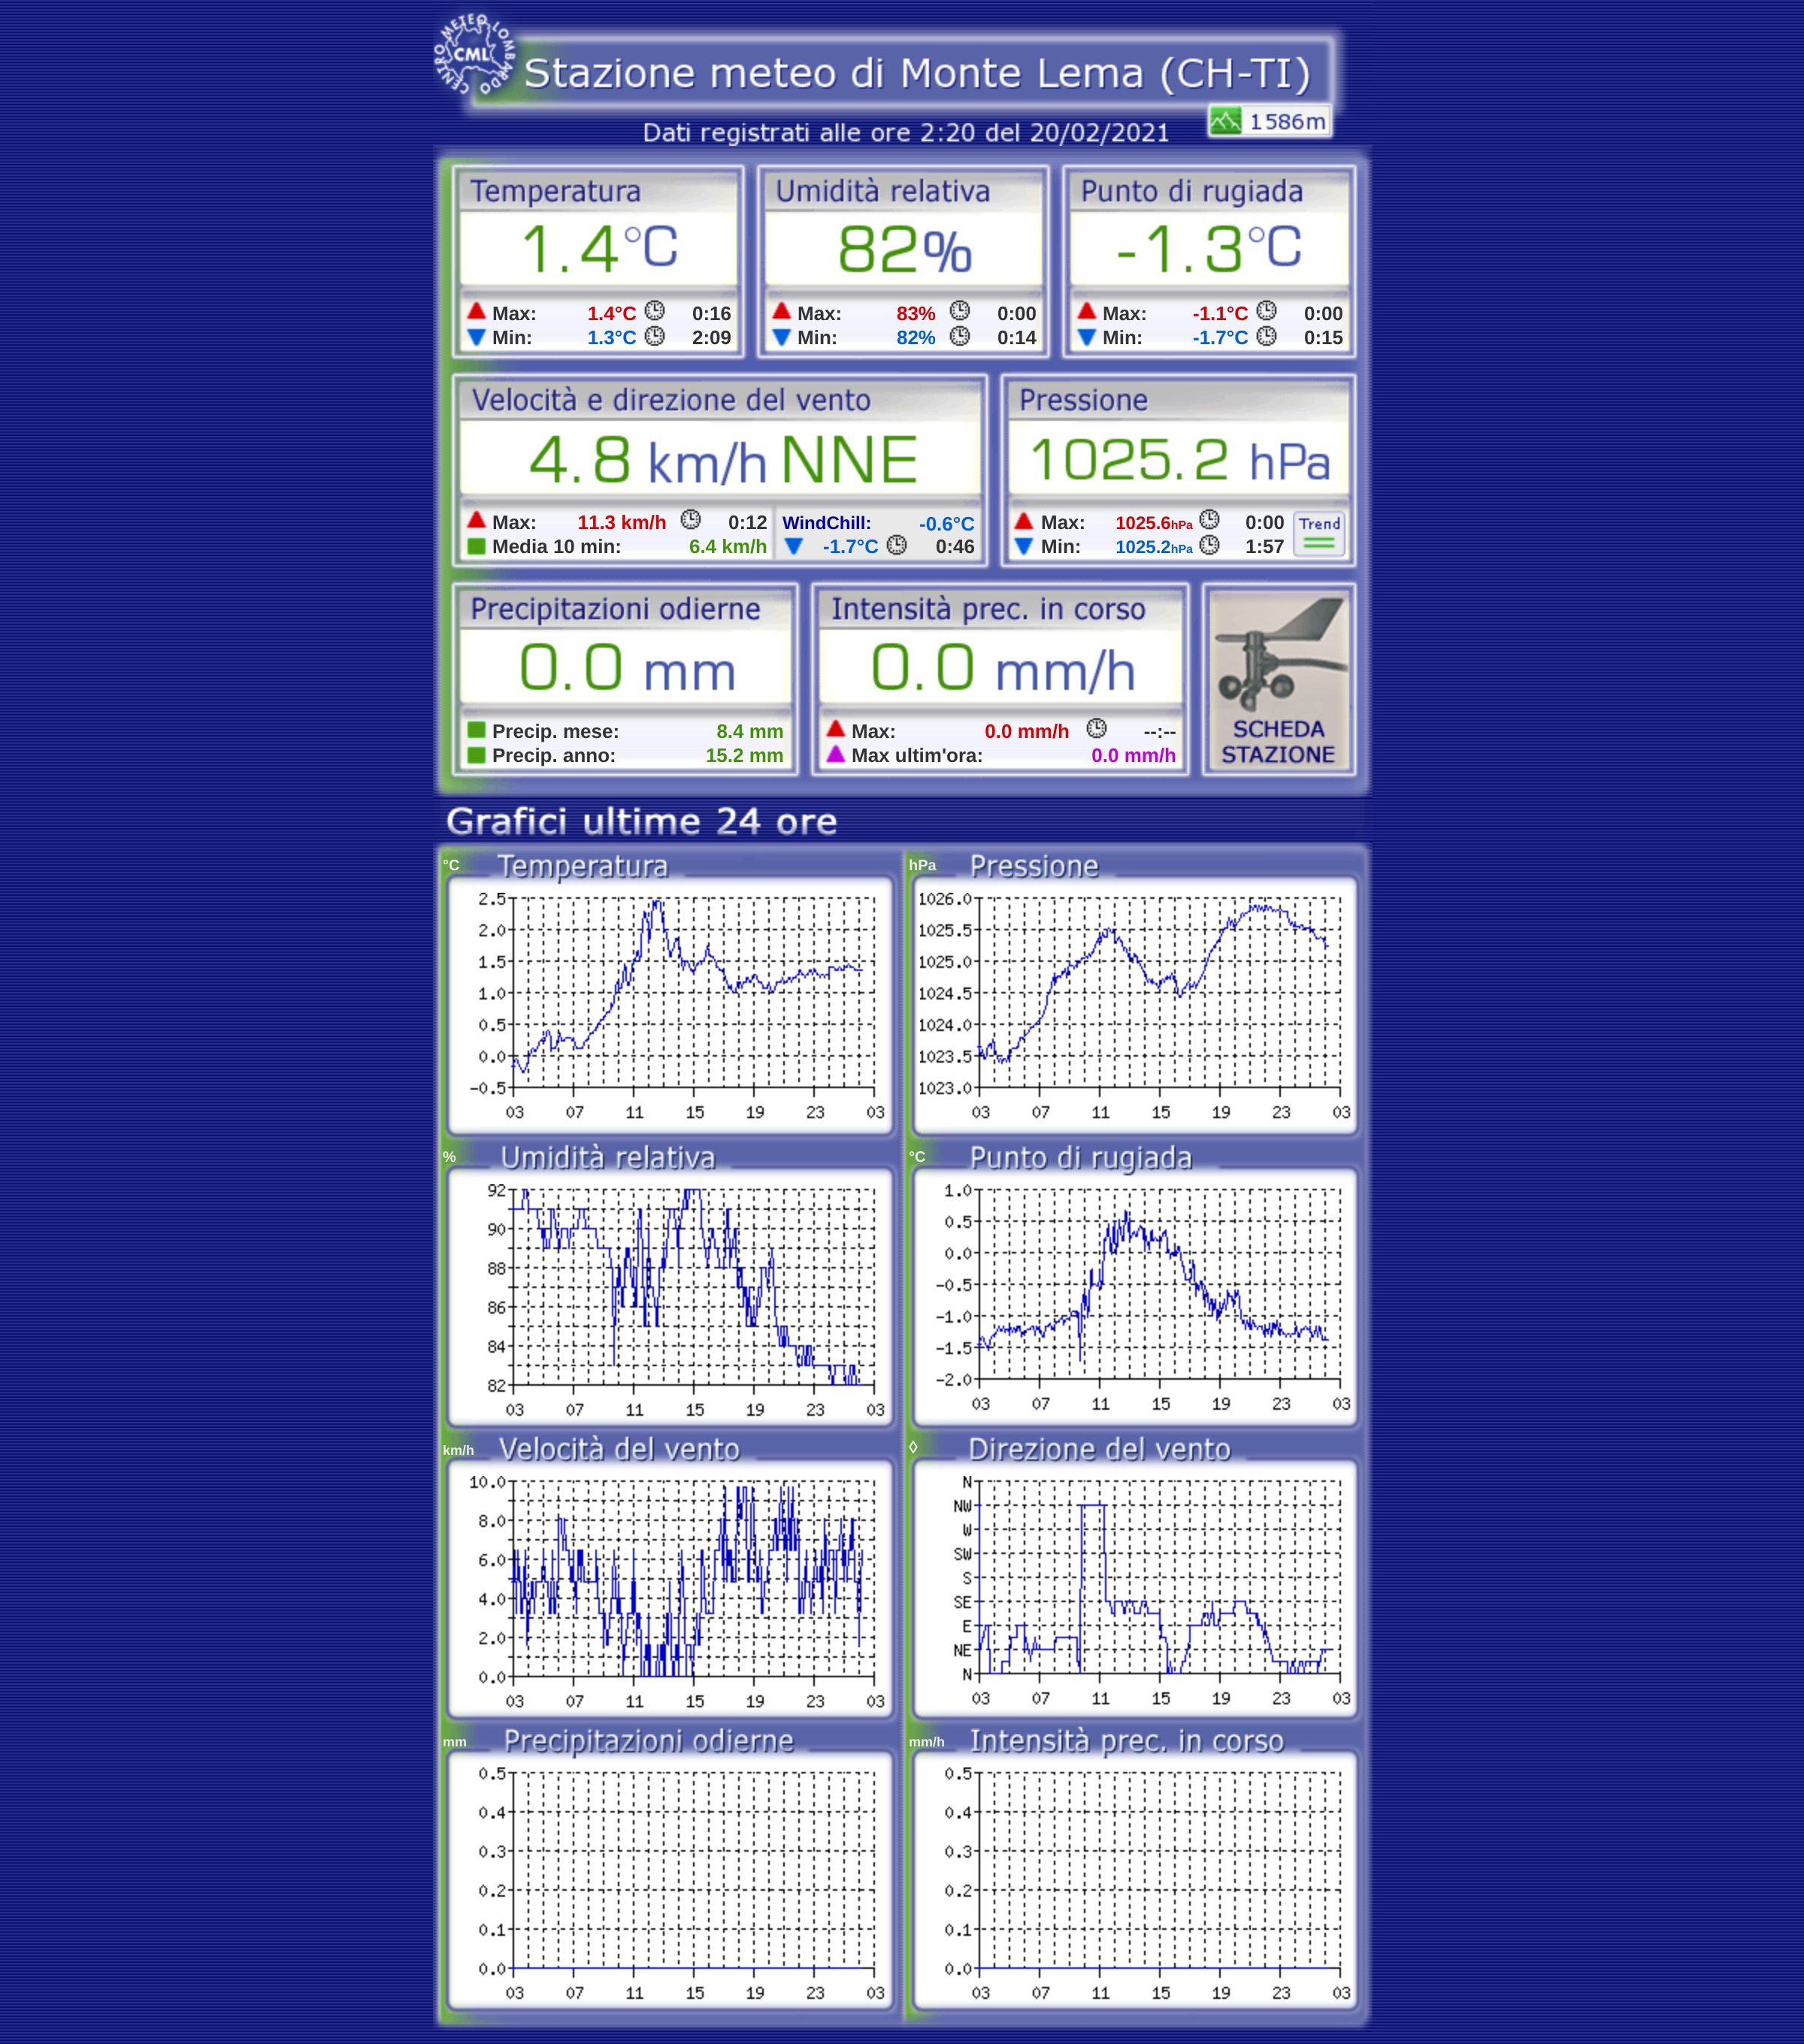 CENTRO METEO LOMBARDO
CML
Stazione meteo di Monte Lema (CH-TI)
1586m
Dati registrati alle ore 2:20 del 20/02/2021
Temperatura Umidità relativa Punto di rugiada
1.4°C 82% -1.3°C
Max: 1.4°C 0:16 Max: 83% 0:00 Max: -1.1°C 0:00
Min: 1.3°C 2:09 Min: 82% 0:14 Min: -1.7°C 0:15
Velocità e direzione del vento Pressione
4.8 km/h NNE 1025.2 hPa
Max: 11.3 km/h 0:12 WindChill: -0.6°C Max: 1025.6hPa 0:00 Trend
Media 10 min: 6.4 km/h -1.7°C 0:46 Min: 1025.2hPa 1:57
Precipitazioni odierne Intensità prec. in corso
0.0 mm 0.0 mm/h
Precip. mese: 8.4 mm Max: 0.0 mm/h --:-- SCHEDA
Precip. anno: 15.2 mm Max ultim'ora: 0.0 mm/h STAZIONE
Grafici ultime 24 ore
°C Temperatura
2.5
2.0
1.5
1.0
0.5
0.0
-0.5
03 07 11 15 19 23 03
hPa Pressione
1026.0
1025.5
1025.0
1024.5
1024.0
1023.5
1023.0
03 07 11 15 19 23 03
% Umidità relativa
92
90
88
86
84
82
03 07 11 15 19 23 03
°C Punto di rugiada
1.0
0.5
0.0
-0.5
-1.0
-1.5
-2.0
03 07 11 15 19 23 03
km/h Velocità del vento
10.0
8.0
6.0
4.0
2.0
0.0
03 07 11 15 19 23 03
◊ Direzione del vento
N
NW
W
SW
S
SE
E
NE
N
03 07 11 15 19 23 03
mm Precipitazioni odierne
0.5
0.4
0.3
0.2
0.1
0.0
03 07 11 15 19 23 03
mm/h Intensità prec. in corso
0.5
0.4
0.3
0.2
0.1
0.0
03 07 11 15 19 23 03